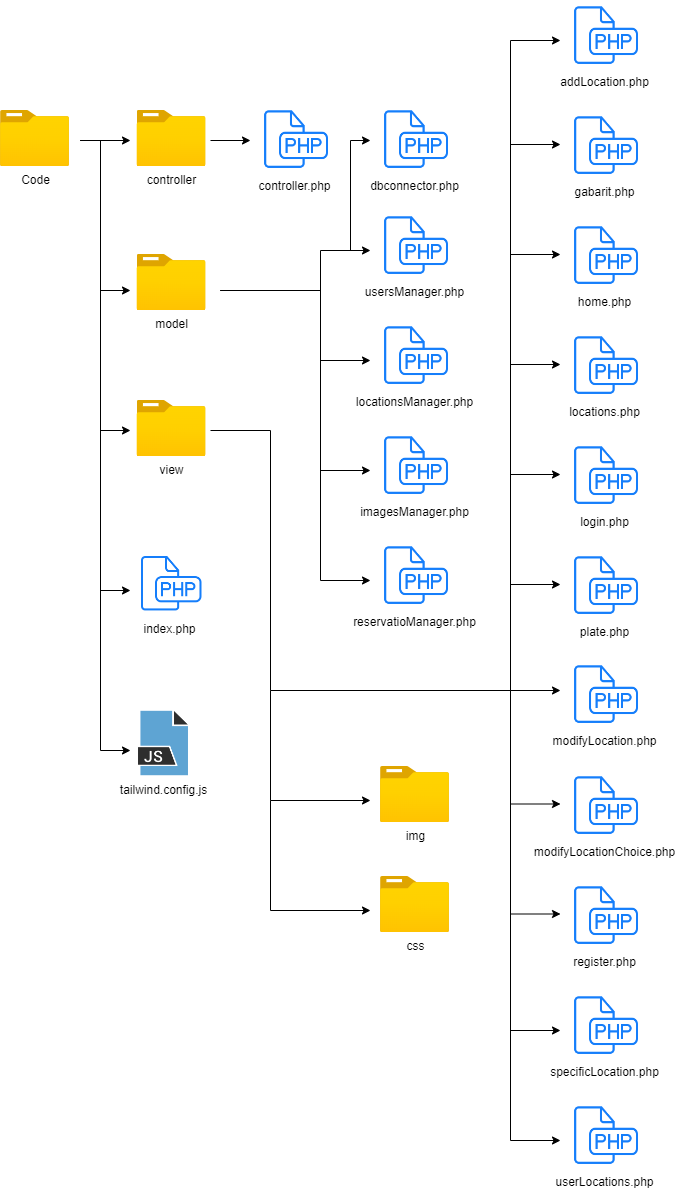 PHP
addLocation.php
PHP
PHP
PHP
Code
controller
controller.php
dbconnector.php
PHP
gabarit.php
PHP
usersManager.php
PHP
home.php
model
PHP
locationsManager.php
PHP
locations.php
view
PHP
imagesManager.php
PHP
login.php
PHP
index.php
PHP
reservatioManager.php
PHP
plate.php
JS
tailwind.config.js
PHP
modifyLocation.php
img
PHP
modifyLocationChoice.php
css
PHP
register.php
PHP
specificLocation.php
PHP
userLocations.php